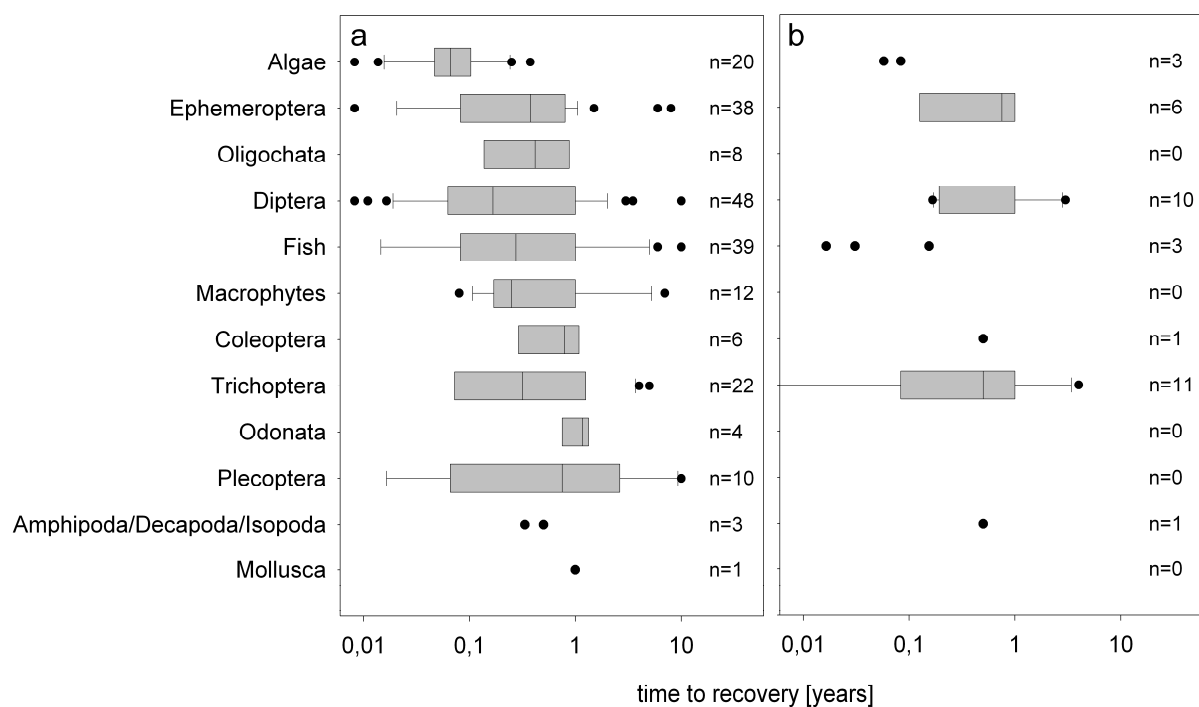 a
b
Algae n=20 n=3
Ephemeroptera n=38 n=6
Oligochata n=8 n=0
Diptera n=48 n=10
Fish n=39 n=3
Macrophytes n=12 n=0
Coleoptera n=6 n=1
Trichoptera n=22 n=11
Odonata n=4 n=0
Plecoptera n=10 n=0
Amphipoda/Decapoda/Isopoda n=3 n=1
Mollusca n=1 n=0
0,01 0,1 1 10 0,01 0,1 1 10
time to recovery [years]